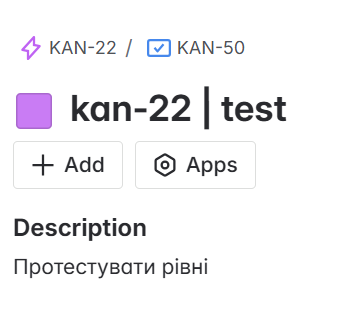 KAN-22 / KAN-50
kan-22 | test
Add Apps
Description
Протестувати рівні